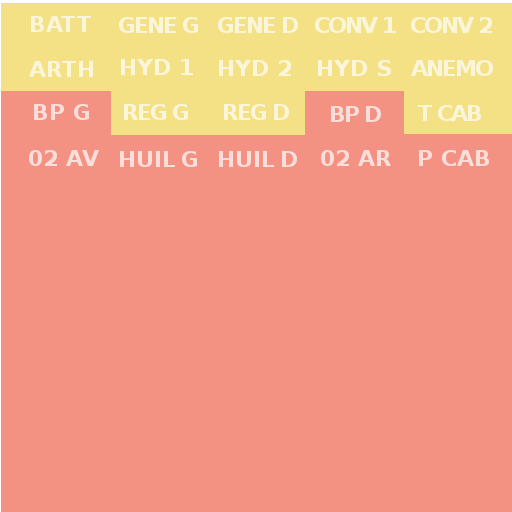 BATT GENE G GENE D CONV 1 CONV 2
ARTH HYD 1 HYD 2 HYD S ANEMO
BP G REG G REG D BP D T CAB
02 AV HUIL G HUIL D 02 AR P CAB